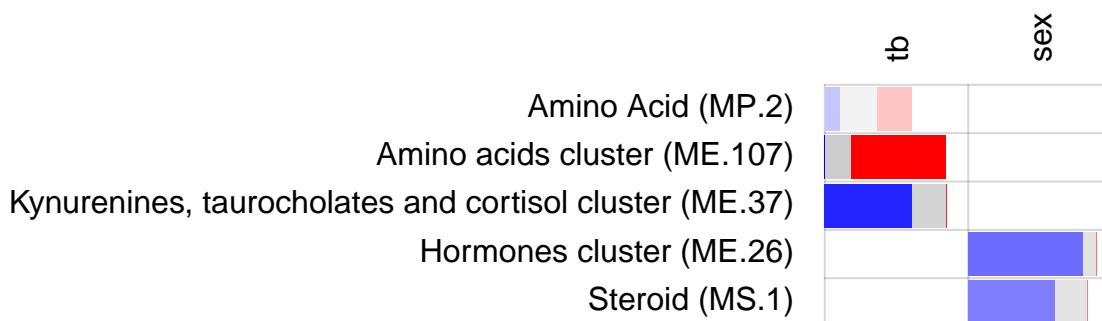 tb
sex
Amino Acid (MP.2)
Amino acids cluster (ME.107)
Kynurenines, taurocholates and cortisol cluster (ME.37)
Hormones cluster (ME.26)
Steroid (MS.1)